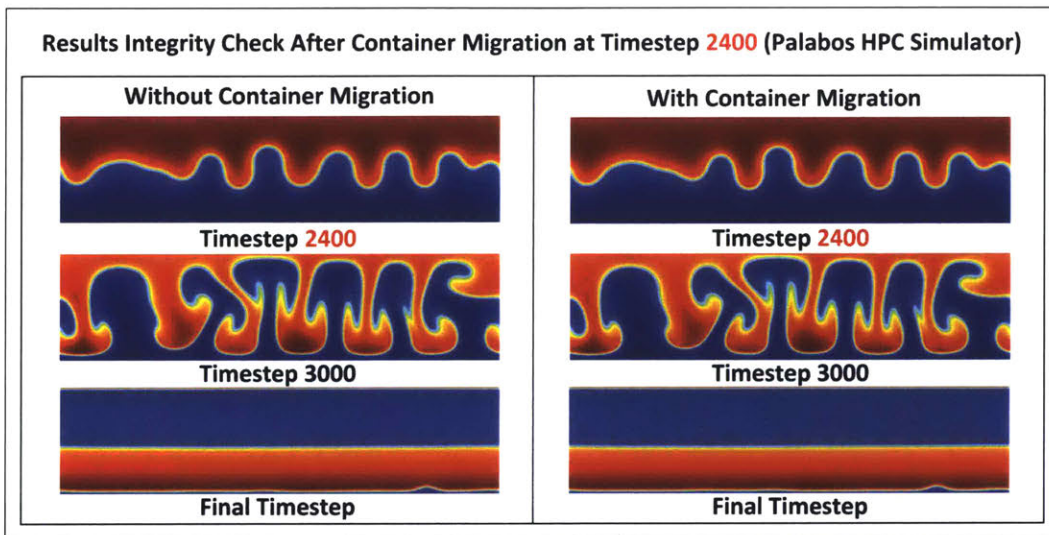 Results Integrity Check After Container Migration at Timestep 2400 (Palabos HPC Simulator)
Without Container Migration
Timestep 2400
Timestep 3000
Final Timestep
With Container Migration
Timestep 2400
Timestep 3000
Final Timestep